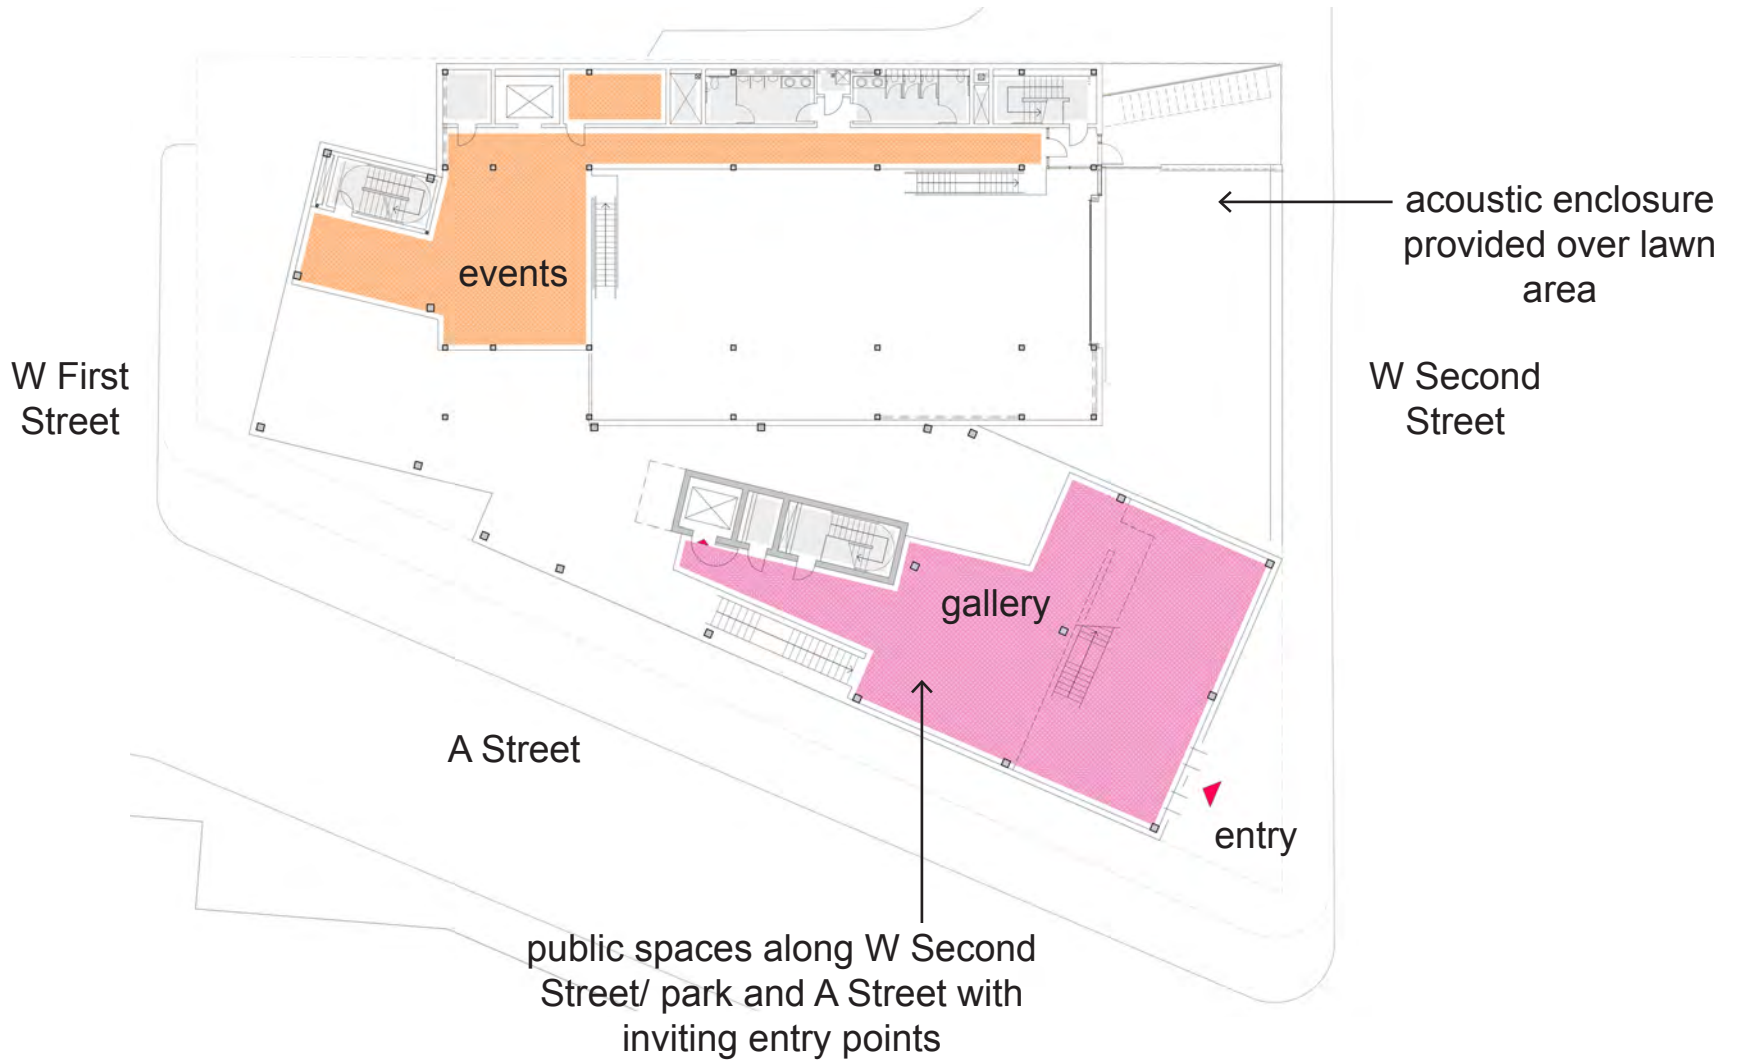 acoustic enclosure
provided over lawn
area
events
W First
Street
W Second
Street
gallery
A Street
entry
public spaces along W Second
Street/ park and A Street with
inviting entry points